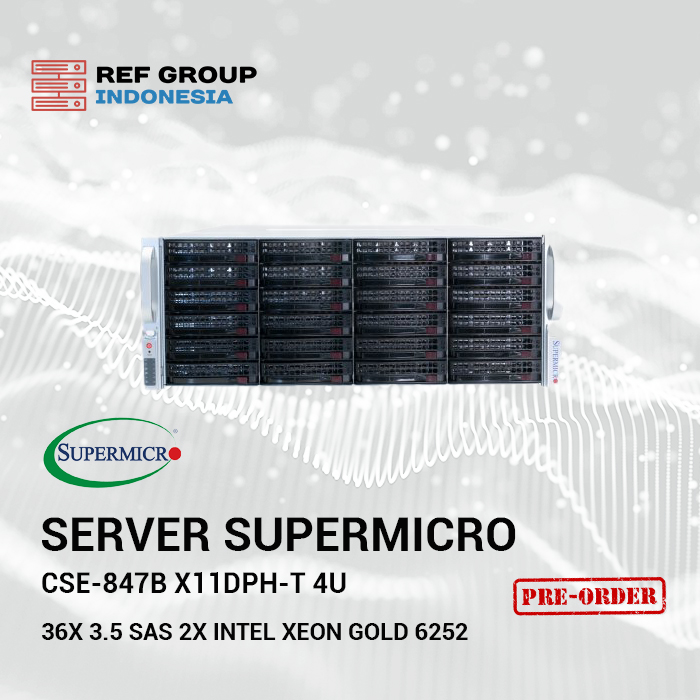 REF GROUP
INDONESIA
SUPERMICRO
SUPERMICRO
SERVER SUPERMICRO
CSE-847B X11DPH-T 4U
PRE-ORDER
36X 3.5 SAS 2X INTEL XEON GOLD 6252